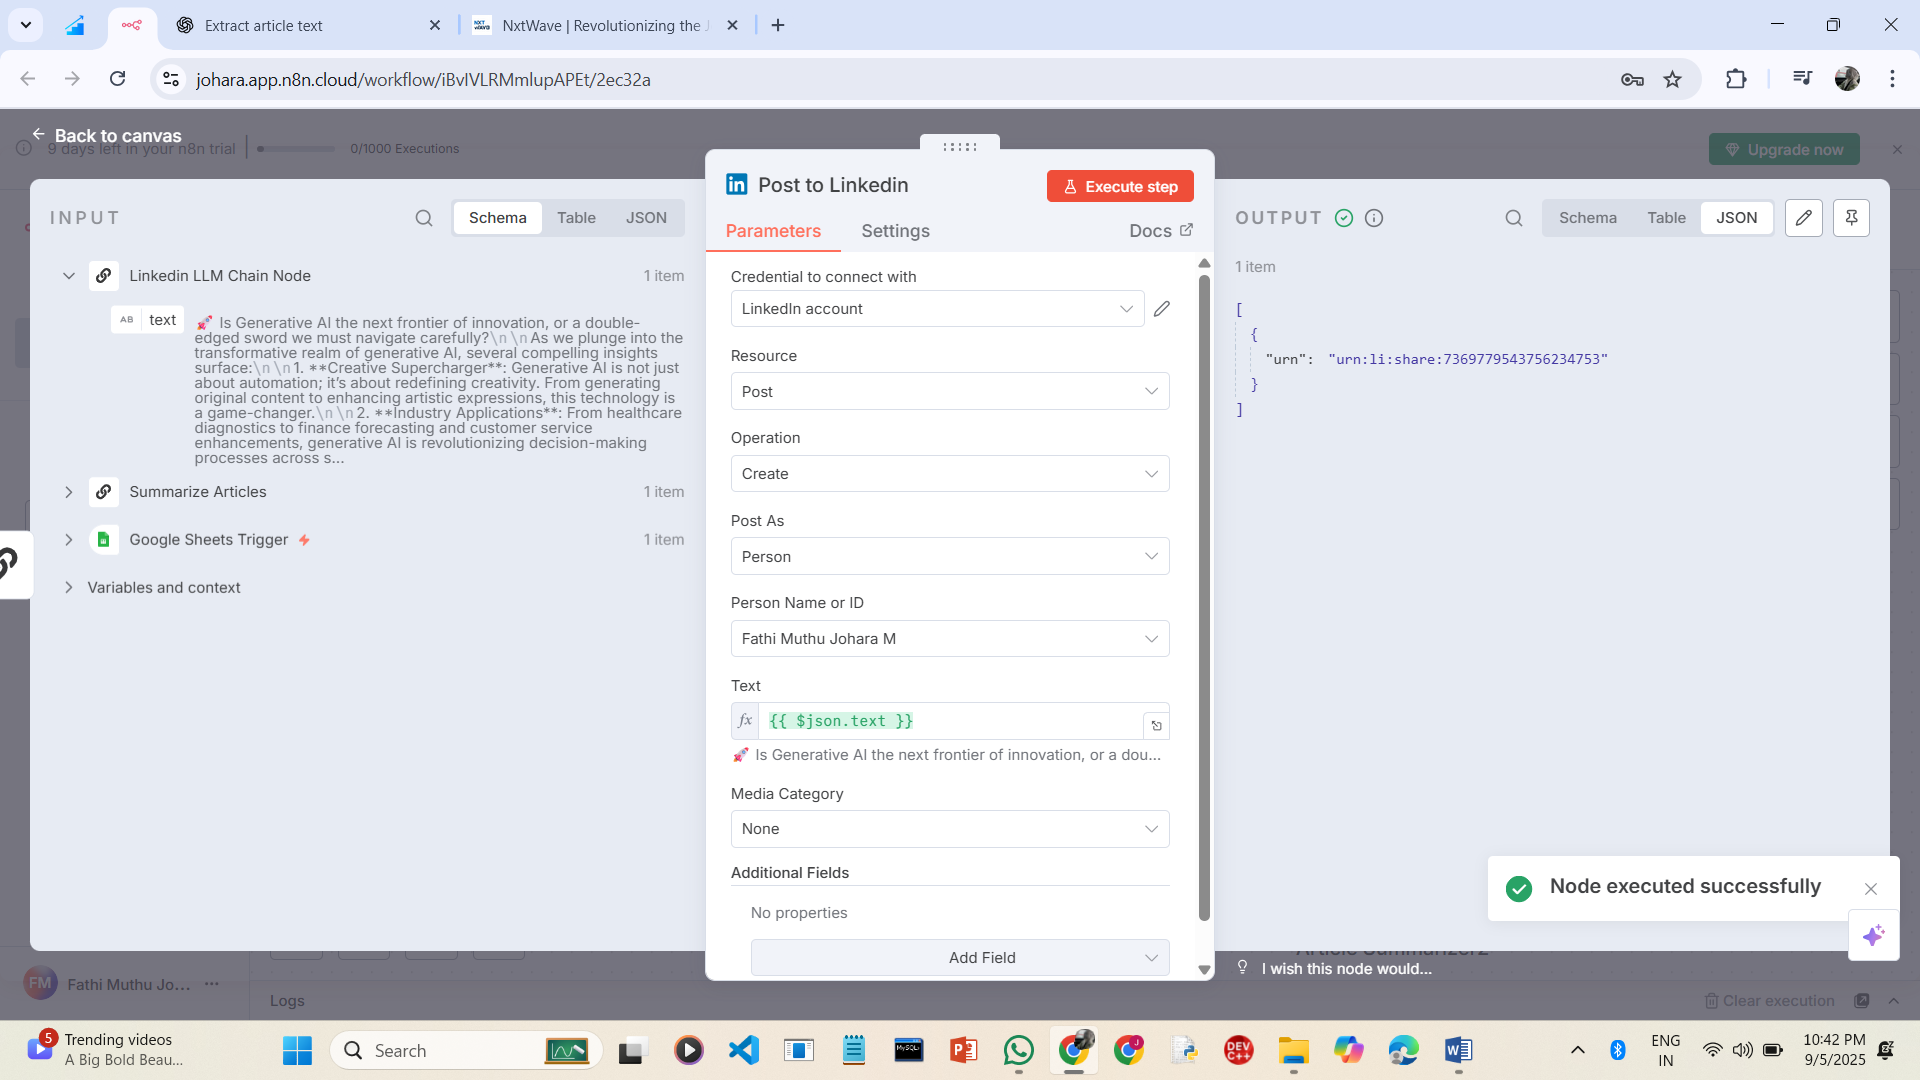 Extract article text
NxtWave | Revolutionizing the
johara.app.n8n.cloud/workflow/iBvIVLRMmlupAPEt/2ec32a
Back to canvas
9 days left in your n8n trial
0/1000 Executions
Upgrade now
INPUT
Schema
Table
JSON
Linkedin LLM Chain Node
1 item
AB
text
🚀 Is Generative AI the next frontier of innovation, or a double-
edged sword we must navigate carefully?\n\nAs we plunge into the
transformative realm of generative AI, several compelling insights
surface:\n\n1. **Creative Supercharger**: Generative AI is not just
about automation; it's about redefining creativity. From generating
original content to enhancing artistic expressions, this technology is
a game-changer.\n\n2. **Industry Applications**: From healthcare
diagnostics to finance forecasting and customer service
enhancements, generative AI is revolutionizing decision-making
processes across s...
Summarize Articles
1 item
Google Sheets Trigger
1 item
Variables and context
Post to Linkedin
Execute step
Parameters
Settings
Docs
Credential to connect with
LinkedIn account
Resource
Post
Operation
Create
Post As
Person
Person Name or ID
Fathi Muthu Johara M
Text
fx
{{ $json.text }}
🚀 Is Generative AI the next frontier of innovation, or a dou...
Media Category
None
Additional Fields
No properties
Add Field
OUTPUT
Schema
Table
JSON
1 item
[
{
"urn": "urn:li:share:7369779543756234753"
}
]
Node executed successfully
I wish this node would...
FM
Fathi Muthu Jo...
Logs
Clear execution
5
Trending videos
A Big Bold Beau...
Search
MySQL
DEV
C++
J
ENG
IN
10:42 PM
9/5/2025